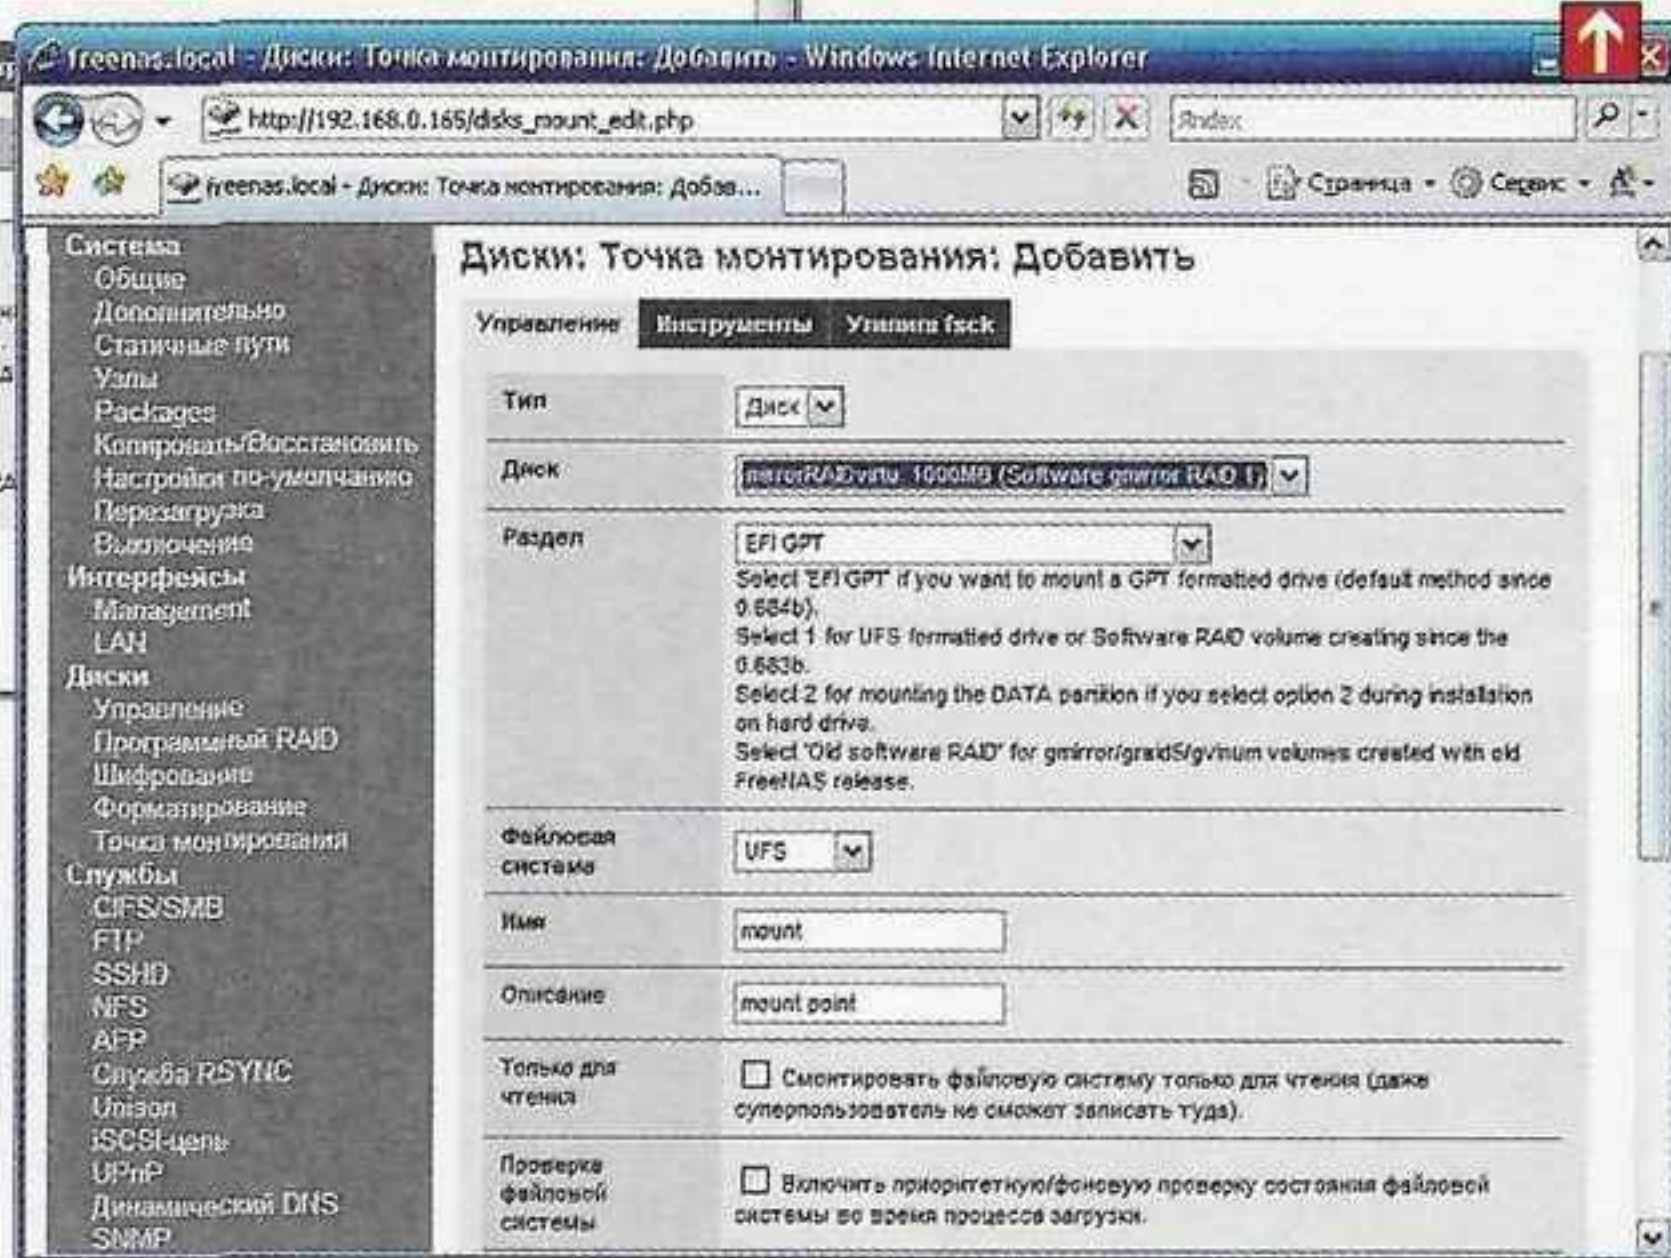 freenas.local - Диски: Точка монтирования: Добавить - Windows Internet Explorer
http://192.168.0.165/disks_mount_edit.php
Yandex
freenas.local - Диски: Точка монтирования: Добав...
Страница
Сервис
Система
Общие
Дополнительно
Статичные пути
Узлы
Packages
Копировать/Восстановить
Настройки по-умолчанию
Перезагрузка
Выключение
Интерфейсы
Management
LAN
Диски
Управление
Программный RAID
Шифрование
Форматирование
Точка монтирования
Службы
CIFS/SMB
FTP
SSHD
NFS
AFP
Служба RSYNC
Unison
iSCSI-цель
UPnP
Динамический DNS
SNMP
Диски: Точка монтирования: Добавить
Управление Инструменты Утилита fsck
Тип
Диск
Диск
mirrorRAIDvirtu: 1000MB (Software gmirror RAID 1)
Раздел
EFI GPT
Select 'EFI GPT' if you want to mount a GPT formatted drive (default method since
0.684b).
Select 1 for UFS formatted drive or Software RAID volume creating since the
0.683b.
Select 2 for mounting the DATA partition if you select option 2 during installation
on hard drive.
Select 'Old software RAID' for gmirror/graid5/gvinum volumes created with old
FreeNAS release.
Файловая
система
UFS
Имя
mount
Описание
mount point
Только для
чтения
Смонтировать файловую систему только для чтения (даже
суперпользователь не сможет записать туда).
Проверка
файловой
системы
Включить приоритетную/фоновую проверку состояния файловой
системы во время процесса загрузки.